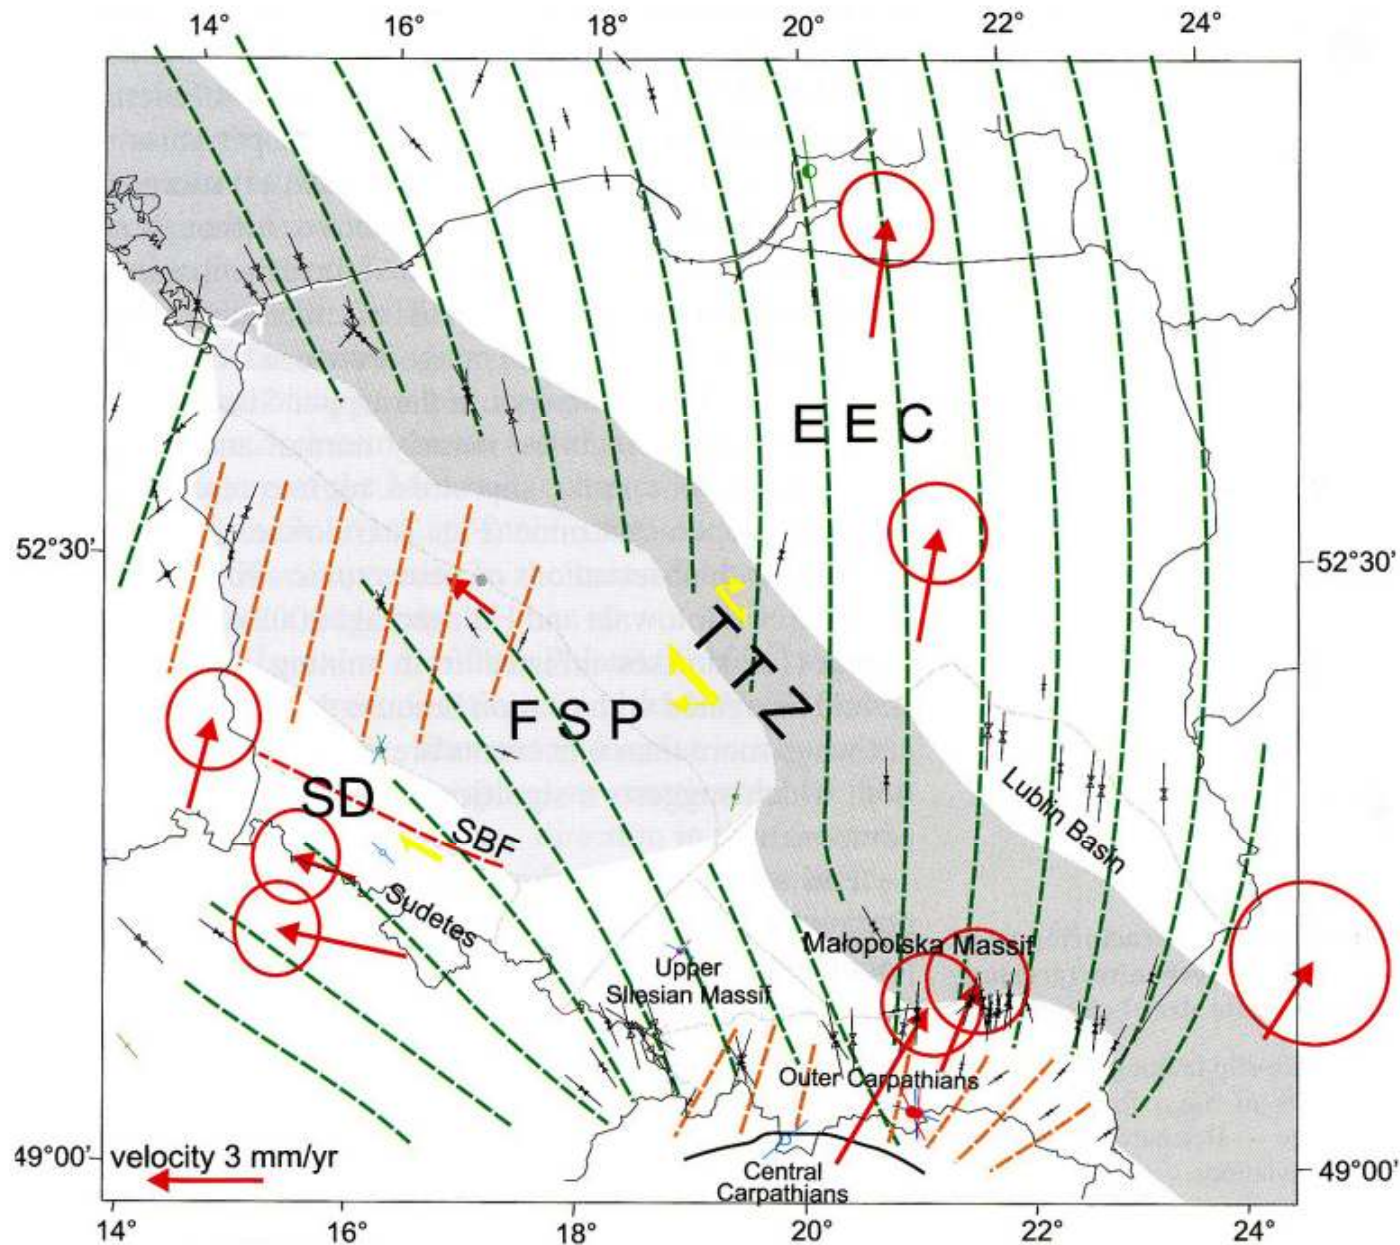 14° 16° 18° 20° 22° 24°
E E C
52°30' 52°30'
T T Z
F S P
SD
SBF
Lublin Basin
Sudetes
Małopolska Massif
Upper
Silesian Massif
Outer Carpathians
49°00' 49°00'
velocity 3 mm/yr
Central
Carpathians
14° 16° 18° 20° 22° 24°